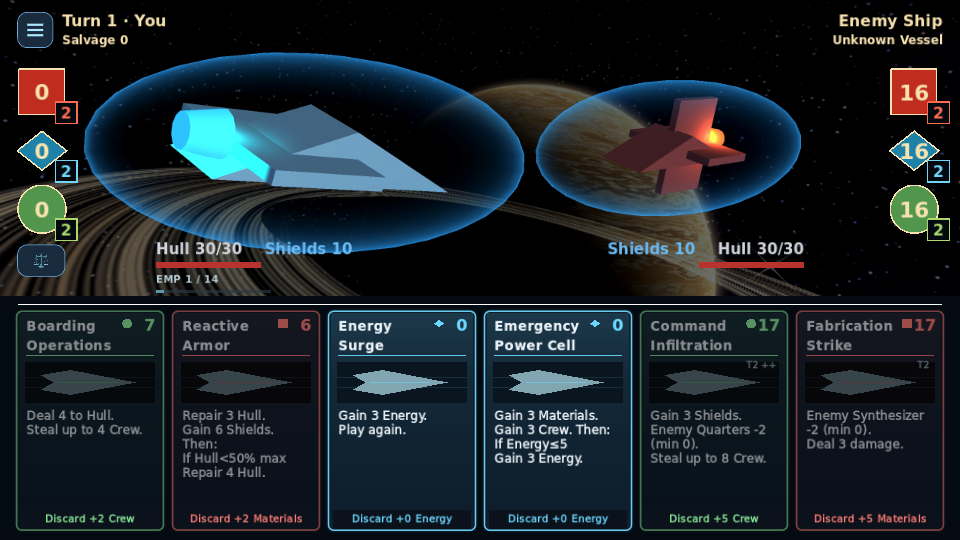 Turn 1 · You
Salvage 0
Enemy Ship
Unknown Vessel
0
2
0
2
0
2
16
2
16
2
16
2
Hull 30/30
Shields 10
EMP 1 / 14
Shields 10
Hull 30/30
Boarding
Operations
7
Deal 4 to Hull.
Steal up to 4 Crew.
Discard +2 Crew
Reactive
Armor
6
Repair 3 Hull.
Gain 6 Shields.
Then:
If Hull<50% max
Repair 4 Hull.
Discard +2 Materials
Energy
Surge
0
Gain 3 Energy.
Play again.
Discard +0 Energy
Emergency
Power Cell
0
Gain 3 Materials.
Gain 3 Crew. Then:
If Energy≤5
Gain 3 Energy.
Discard +0 Energy
Command
Infiltration
17
T2 ++
Gain 3 Shields.
Enemy Quarters -2
(min 0).
Steal up to 8 Crew.
Discard +5 Crew
Fabrication
Strike
17
T2
Enemy Synthesizer
-2 (min 0).
Deal 3 damage.
Discard +5 Materials